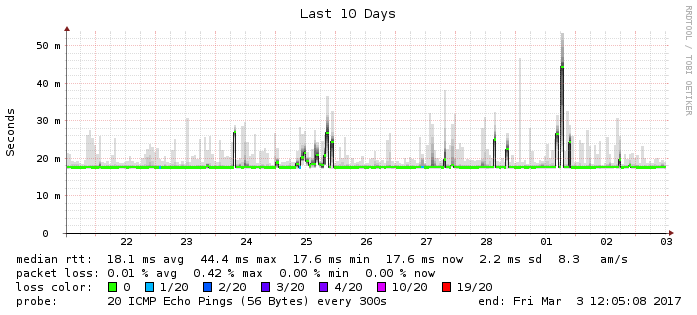 Last 10 Days
RRDTOOL / TOBI OETIKER
Seconds
50 m
40 m
30 m
20 m
10 m
0
22 23 24 25 26 27 28 01 02 03
median rtt: 18.1 ms avg 44.4 ms max 17.6 ms min 17.6 ms now 2.2 ms sd 8.3 am/s
packet loss: 0.01 % avg 0.42 % max 0.00 % min 0.00 % now
loss color: 0 1/20 2/20 3/20 4/20 10/20 19/20
probe: 20 ICMP Echo Pings (56 Bytes) every 300s end: Fri Mar 3 12:05:08 2017